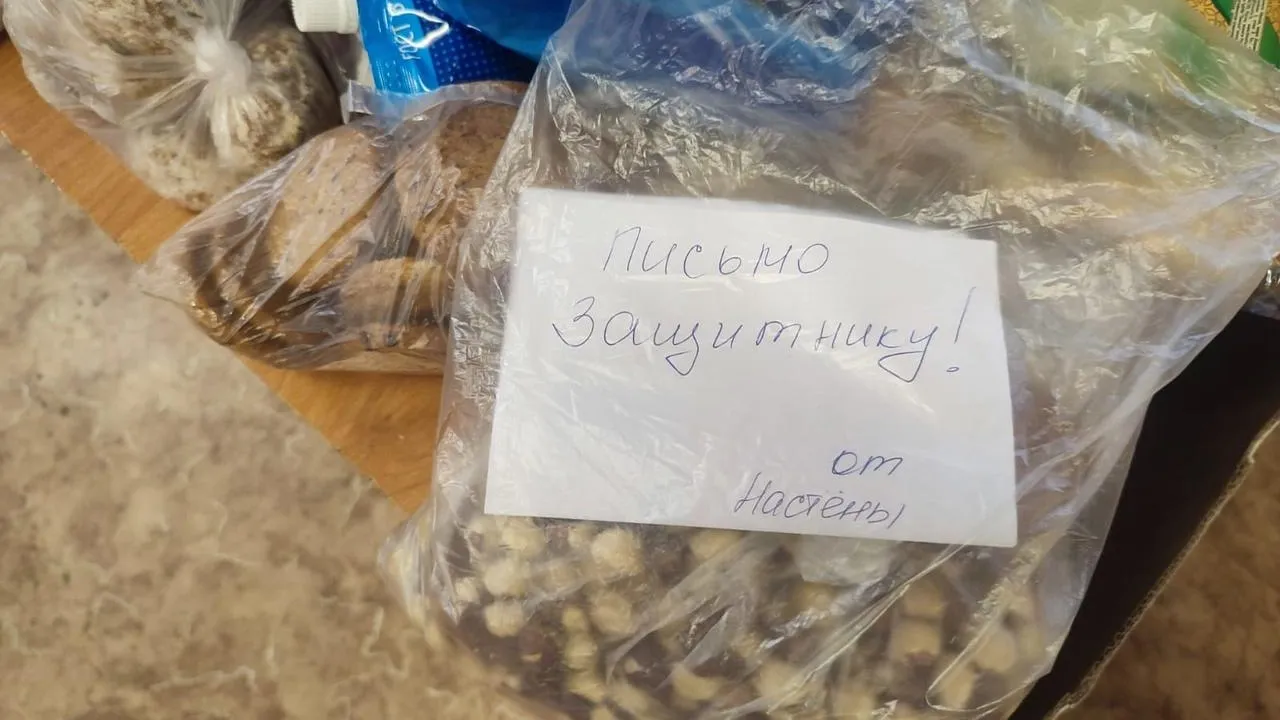 Письмо
Защитнику!
от
Настёны